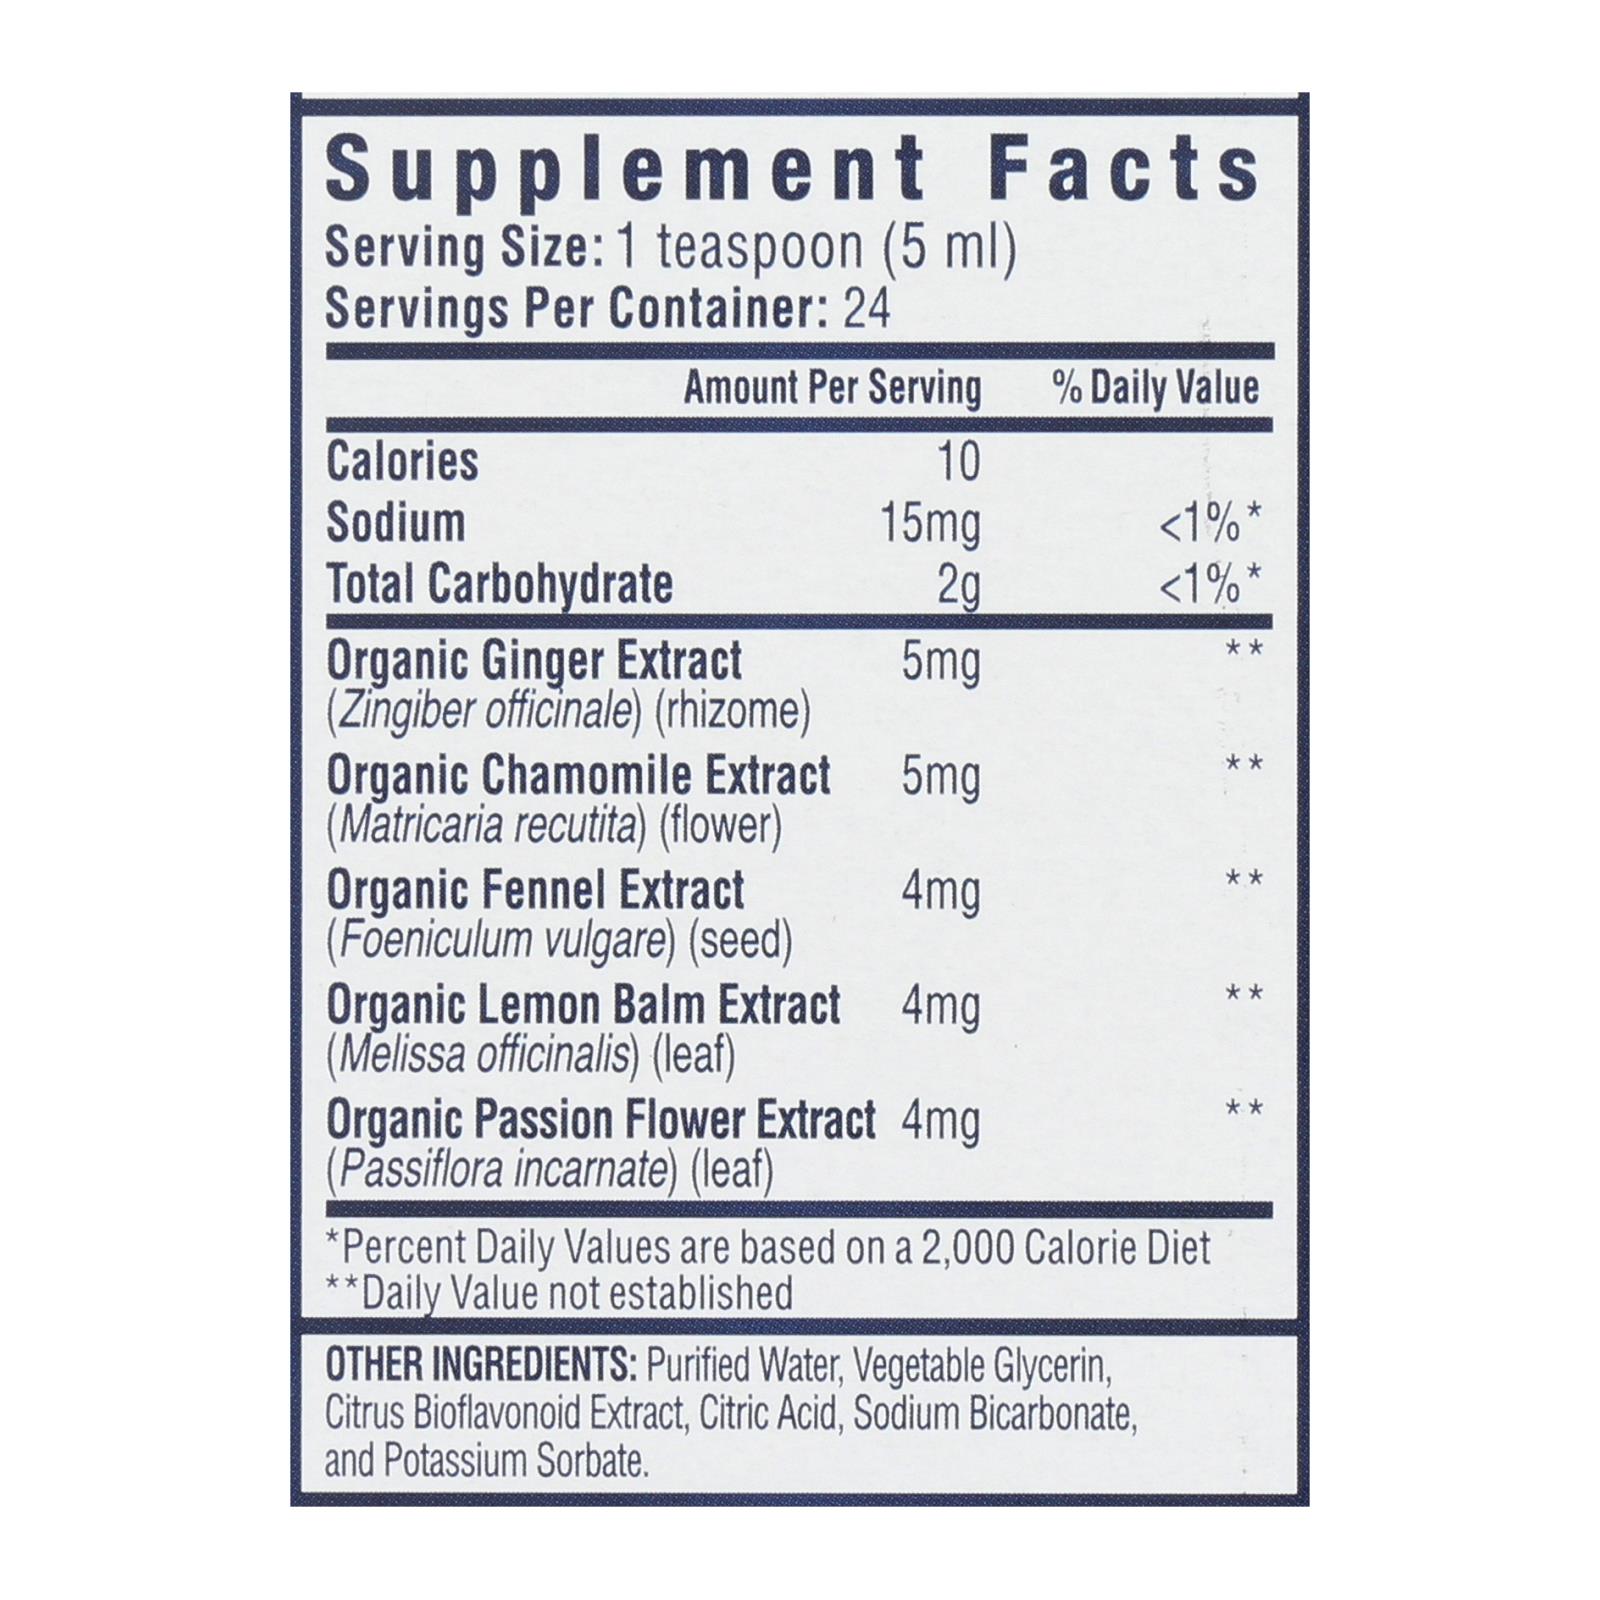 Supplement Facts
Serving Size: 1 teaspoon (5 ml)
Servings Per Container: 24
Amount Per Serving % Daily Value
Calories 10
Sodium 15mg <1%*
Total Carbohydrate 2g <1%*
Organic Ginger Extract 5mg **
(Zingiber officinale) (rhizome)
Organic Chamomile Extract 5mg **
(Matricaria recutita) (flower)
Organic Fennel Extract 4mg **
(Foeniculum vulgare) (seed)
Organic Lemon Balm Extract 4mg **
(Melissa officinalis) (leaf)
Organic Passion Flower Extract 4mg **
(Passiflora incarnate) (leaf)
*Percent Daily Values are based on a 2,000 Calorie Diet
**Daily Value not established
OTHER INGREDIENTS: Purified Water, Vegetable Glycerin,
Citrus Bioflavonoid Extract, Citric Acid, Sodium Bicarbonate,
and Potassium Sorbate.